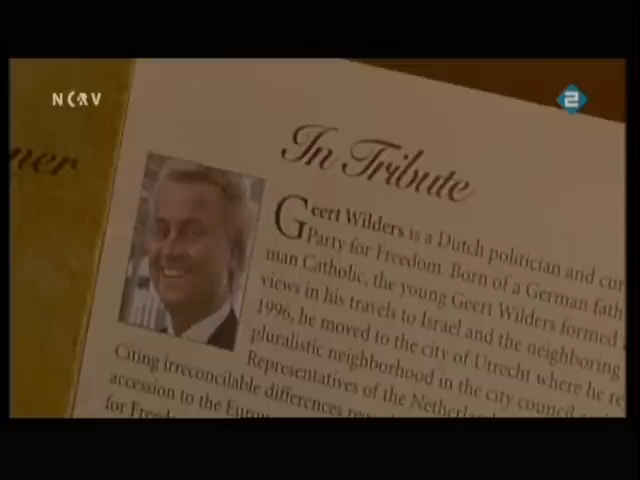 NCRV
2
ner
In Tribute
Geert Wilders is a Dutch politician and cur
Party for Freedom. Born of a German fath
man Catholic, the young Geert Wilders formed
views in his travels to Israel and the neighboring
1996, he moved to the city of Utrecht where he re
pluralistic neighborhood in the city council
Representatives of the Netherlan
Citing irreconcilable differences
accession to the Euro
for Free